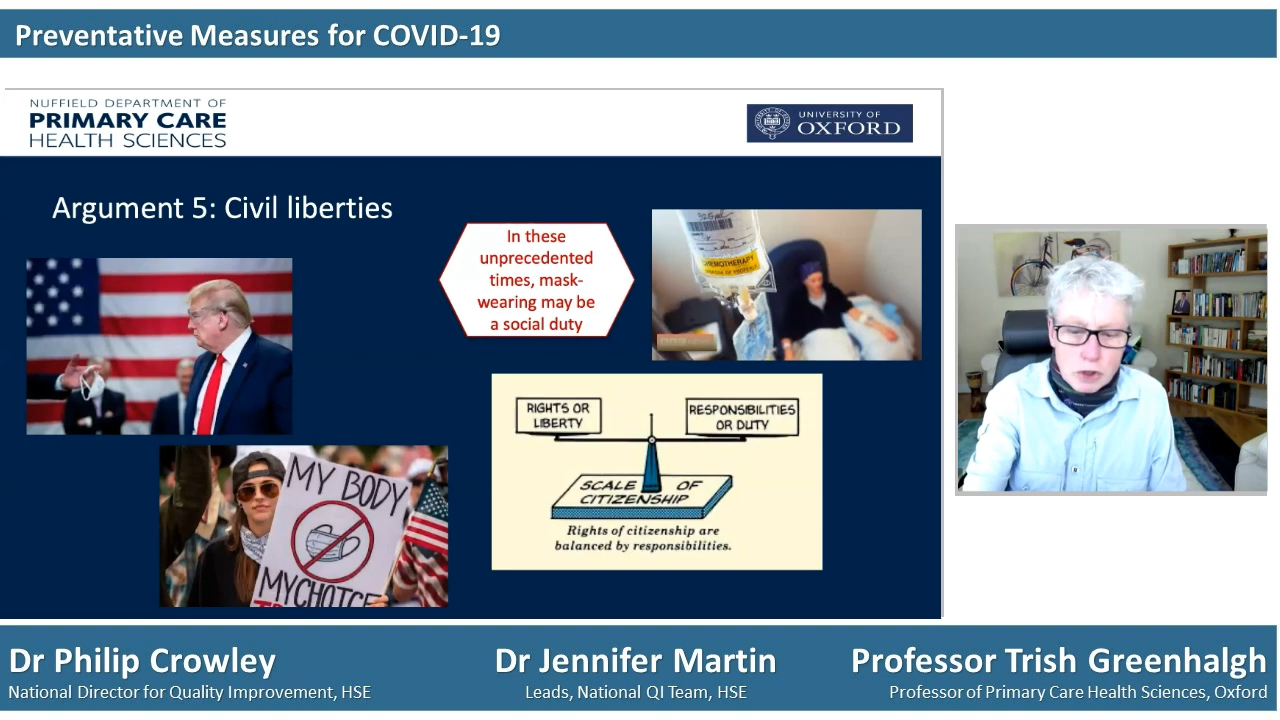 Preventative Measures for COVID-19
NUFFIELD DEPARTMENT OF
PRIMARY CARE
HEALTH SCIENCES
UNIVERSITY OF
OXFORD
Argument 5: Civil liberties
In these
unprecedented
times, mask-
wearing may be
a social duty
CHEMOTHERAPY
RIGHTS OR
LIBERTY
RESPONSIBILITIES
OR DUTY
SCALE OF
CITIZENSHIP
Rights of citizenship are
balanced by responsibilities.
MY BODY
MY CHOICE
Dr Philip Crowley
National Director for Quality Improvement, HSE
Dr Jennifer Martin
Leads, National QI Team, HSE
Professor Trish Greenhalgh
Professor of Primary Care Health Sciences, Oxford